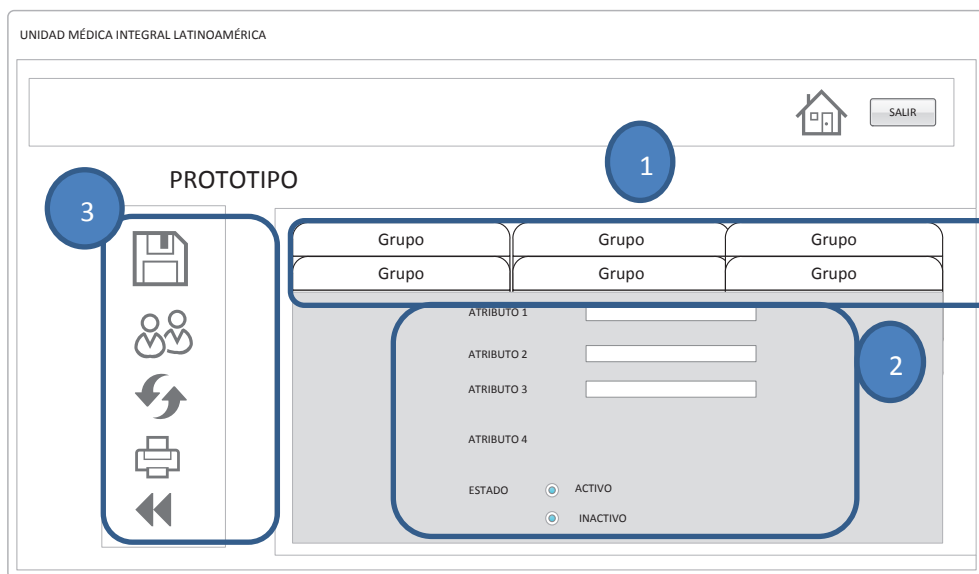 UNIDAD MÉDICA INTEGRAL LATINOAMÉRICA
SALIR
1
PROTOTIPO
3
Grupo Grupo Grupo
Grupo Grupo Grupo
ATRIBUTO 1
ATRIBUTO 2
2
ATRIBUTO 3
ATRIBUTO 4
ESTADO ACTIVO
INACTIVO